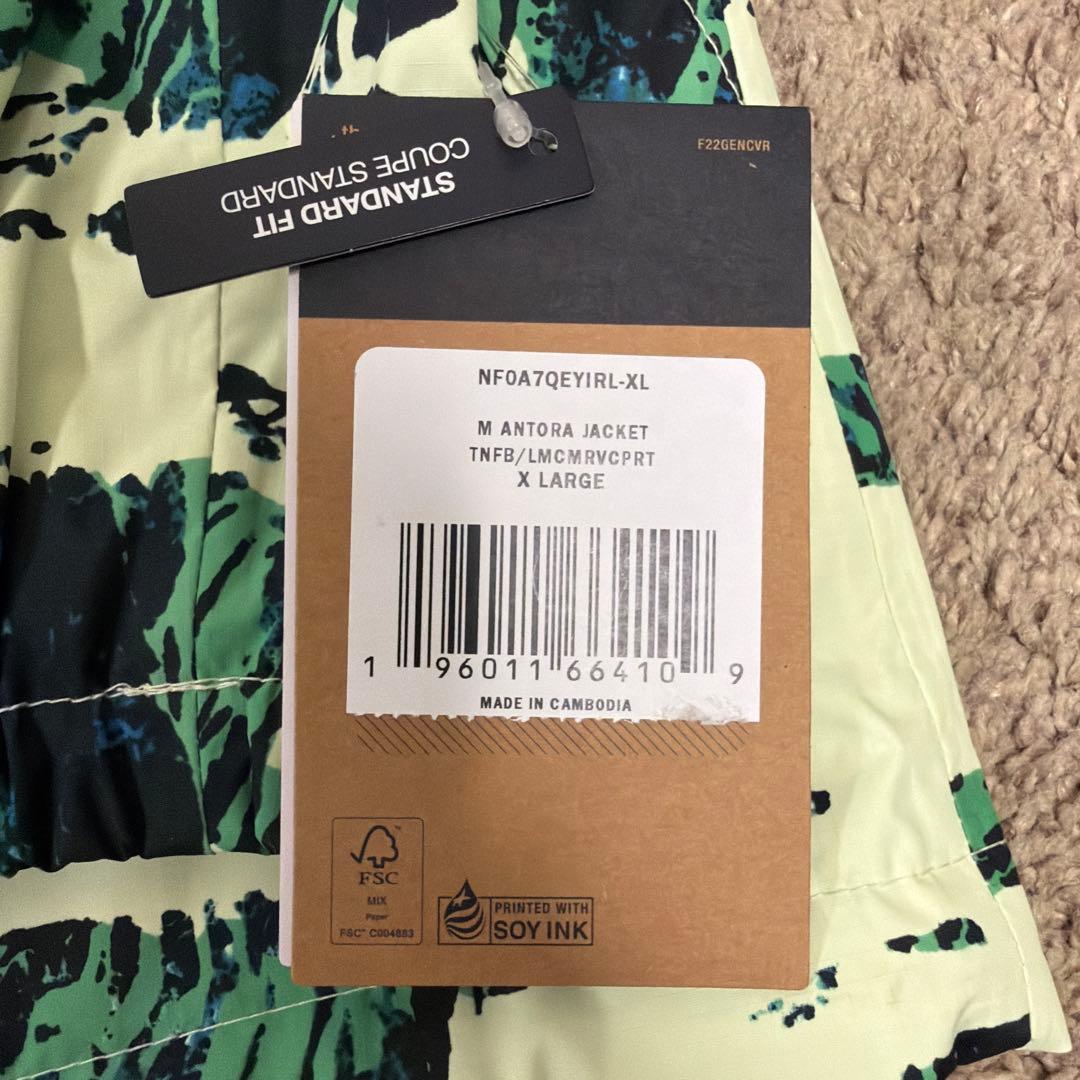 STANDARD FIT
COUPE STANDARD
F22GENCVR
NF0A7QEYIRL-XL
M ANTORA JACKET
TNFB/LMCMRVCPRT
X LARGE
1 96011 66410 9
MADE IN CAMBODIA
FSC
MIX
Paper
FSC™ C004883
PRINTED WITH
SOY INK